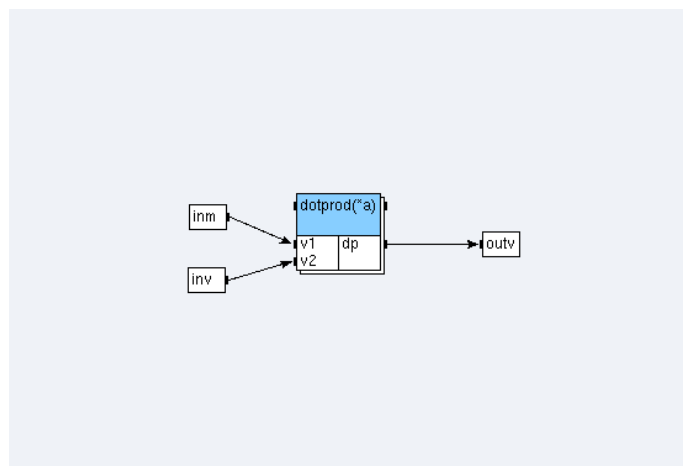 dotprod(*a)
inm
v1 dp
outv
v2
inv